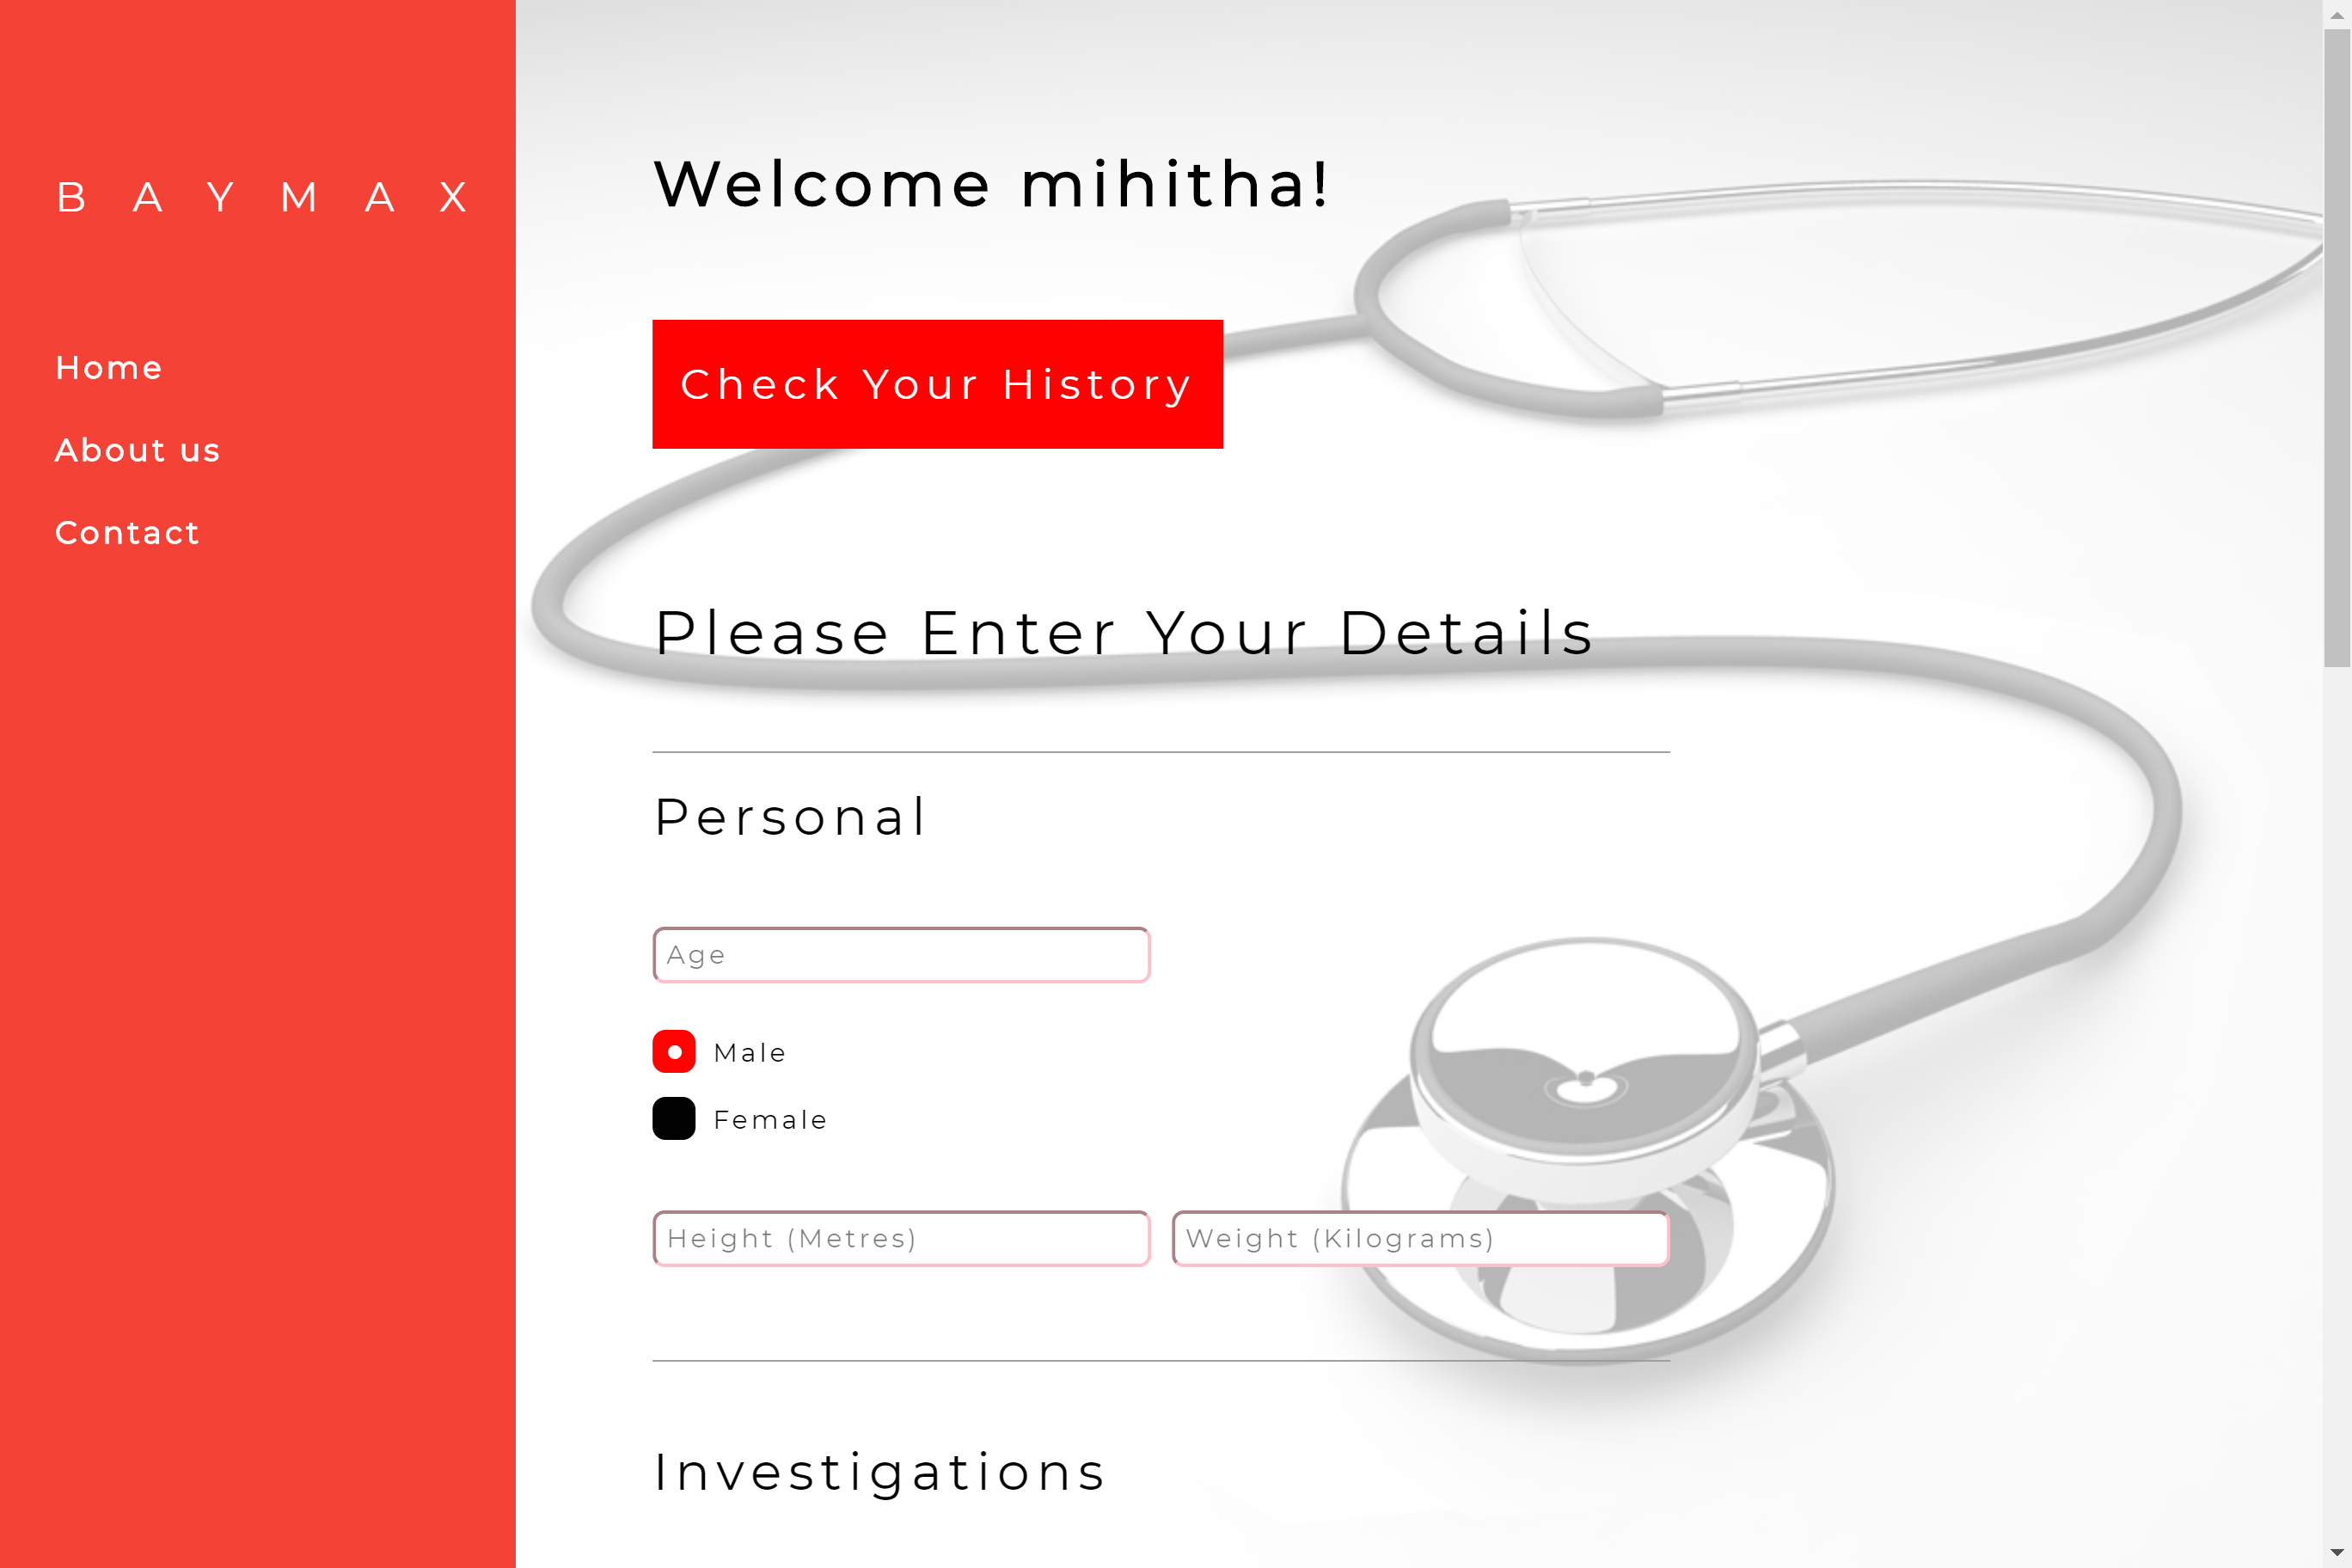 B A Y M A X
Home
About us
Contact
Welcome mihitha!
Check Your History
Please Enter Your Details
Personal
Age
Male
Female
Height (Metres)
Weight (Kilograms)
Investigations